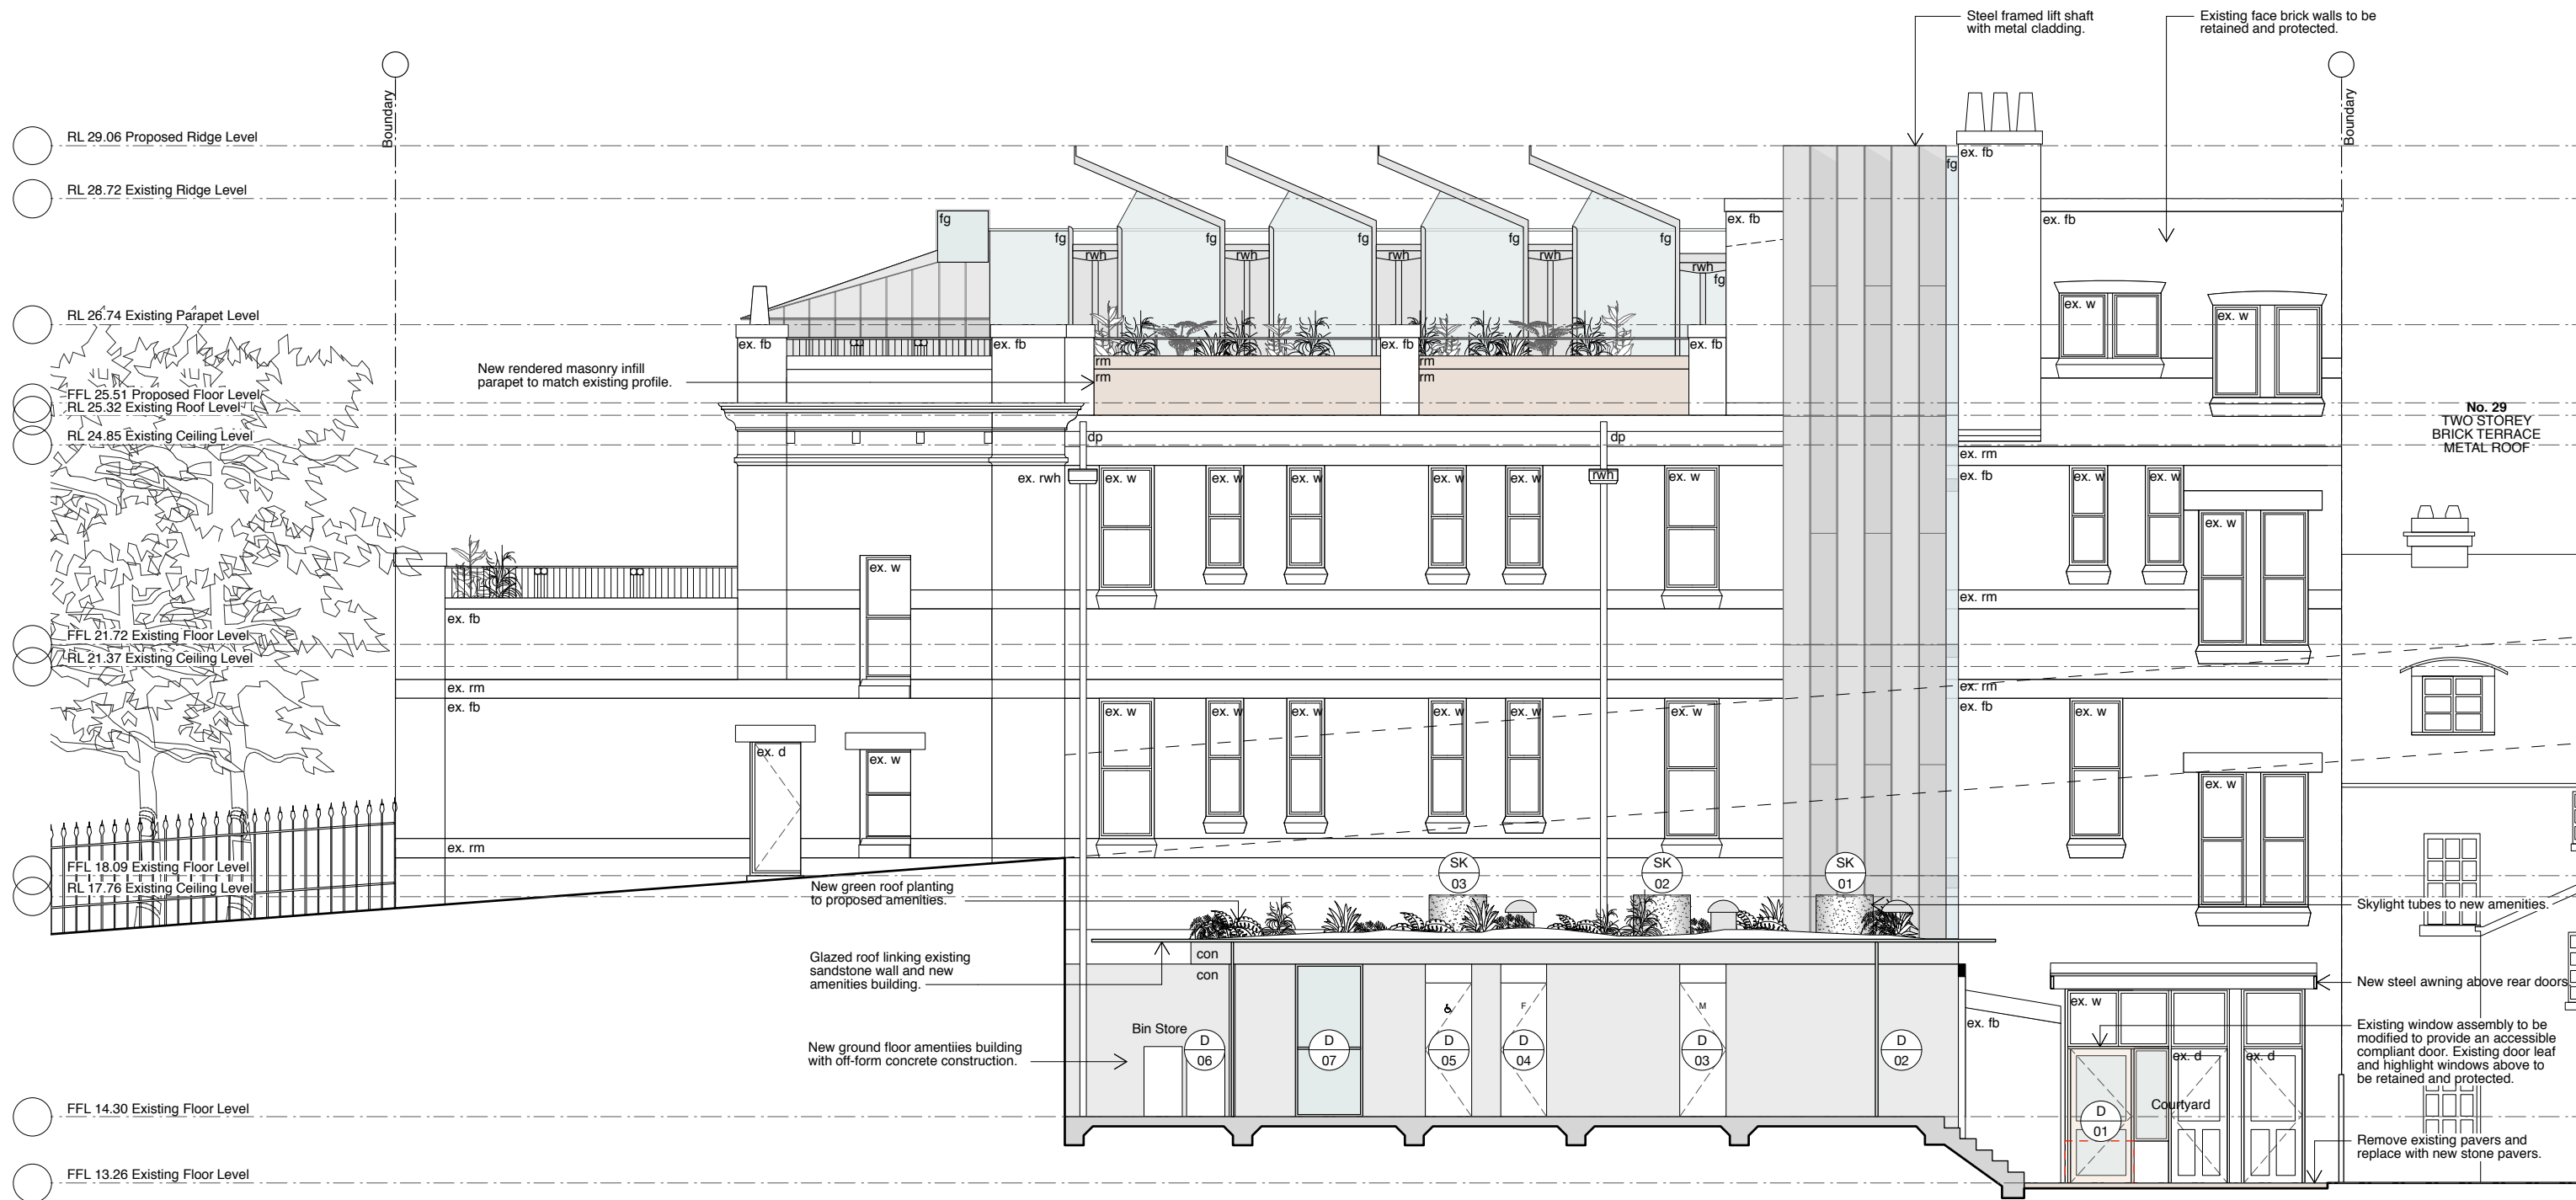 Steel framed lift shaft
with metal cladding.
Existing face brick walls to be
retained and protected.
Boundary
Boundary
RL 29.06 Proposed Ridge Level
ex. fb
fg
RL 28.72 Existing Ridge Level
fg
ex. fb
ex. fb
fg
fg
fg
fg
fg
rwh
rwh
rwh
rwh
rwh
fg
RL 26.74 Existing Parapet Level
ex. w
ex. w
ex. fb
ex. fb
ex. fb
ex. fb
New rendered masonry infill
parapet to match existing profile.
rm
rm
rm
rm
FFL 25.51 Proposed Floor Level
RL 25.32 Existing Roof Level
No. 29
TWO STOREY
BRICK TERRACE
METAL ROOF
RL 24.85 Existing Ceiling Level
dp
dp
ex. rm
ex. rwh
ex. w
ex. w
ex. w
ex. w
ex. w
rwh
ex. w
ex. fb
ex. w
ex. w
ex. w
ex. w
ex. rm
ex. fb
FFL 21.72 Existing Floor Level
RL 21.37 Existing Ceiling Level
ex. rm
ex. rm
ex. fb
ex. w
ex. w
ex. w
ex. w
ex. w
ex. w
ex. fb
ex. w
ex. d
ex. w
ex. w
ex. rm
FFL 18.09 Existing Floor Level
RL 17.76 Existing Ceiling Level
SK
03
SK
02
SK
01
New green roof planting
to proposed amenities.
Skylight tubes to new amenities.
Glazed roof linking existing
sandstone wall and new
amenities building.
con
con
New steel awning above rear doors
ex. w
ex. fb
Bin Store
F
M
New ground floor amentiies building
with off-form concrete construction.
D
06
D
07
D
05
D
04
D
03
D
02
Existing window assembly to be
modified to provide an accessible
compliant door. Existing door leaf
and highlight windows above to
be retained and protected.
ex. d
ex. d
Courtyard
FFL 14.30 Existing Floor Level
D
01
Remove existing pavers and
replace with new stone pavers.
FFL 13.26 Existing Floor Level